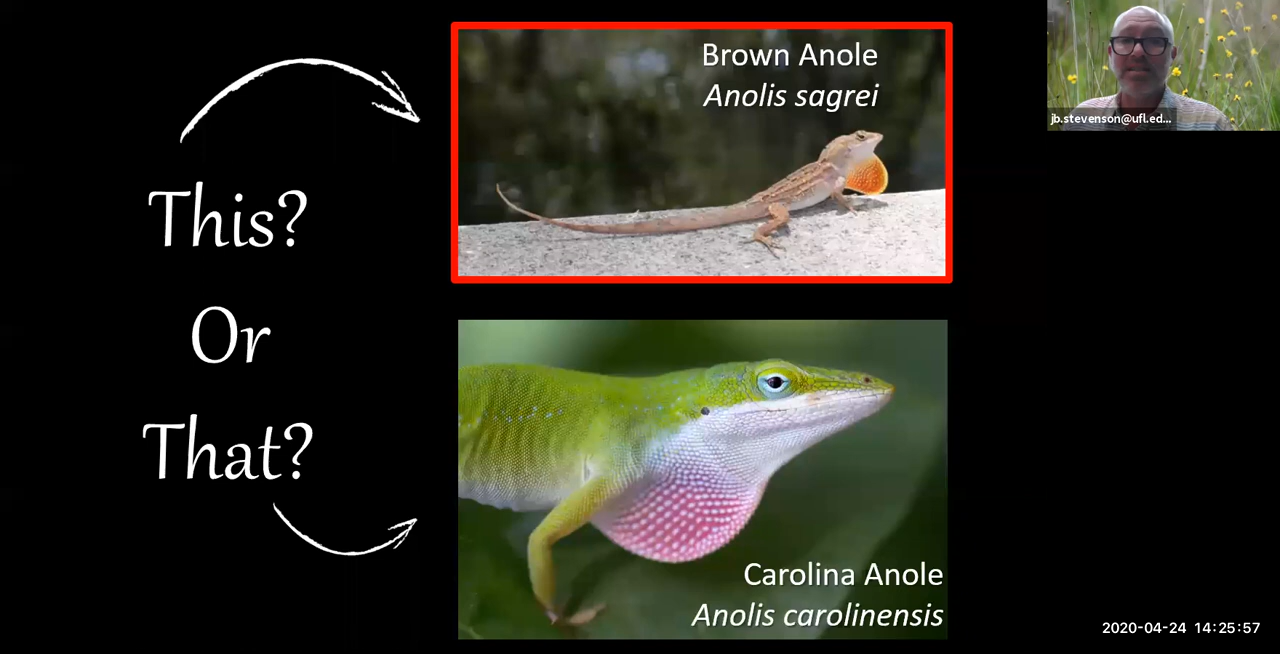 This?
Or
That?
Brown Anole
Anolis sagrei
Carolina Anole
Anolis carolinensis
jb.stevenson@ufl.ed...
2020-04-24 14:25:57